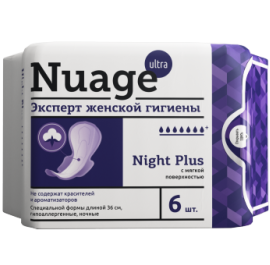 Nuage
ultra
Эксперт женской гигиены
Night Plus
с мягкой
поверхностью
Не содержат красителей
и ароматизаторов
Специальной формы длиной 36 см,
гипоаллергенные, ночные
6 шт.